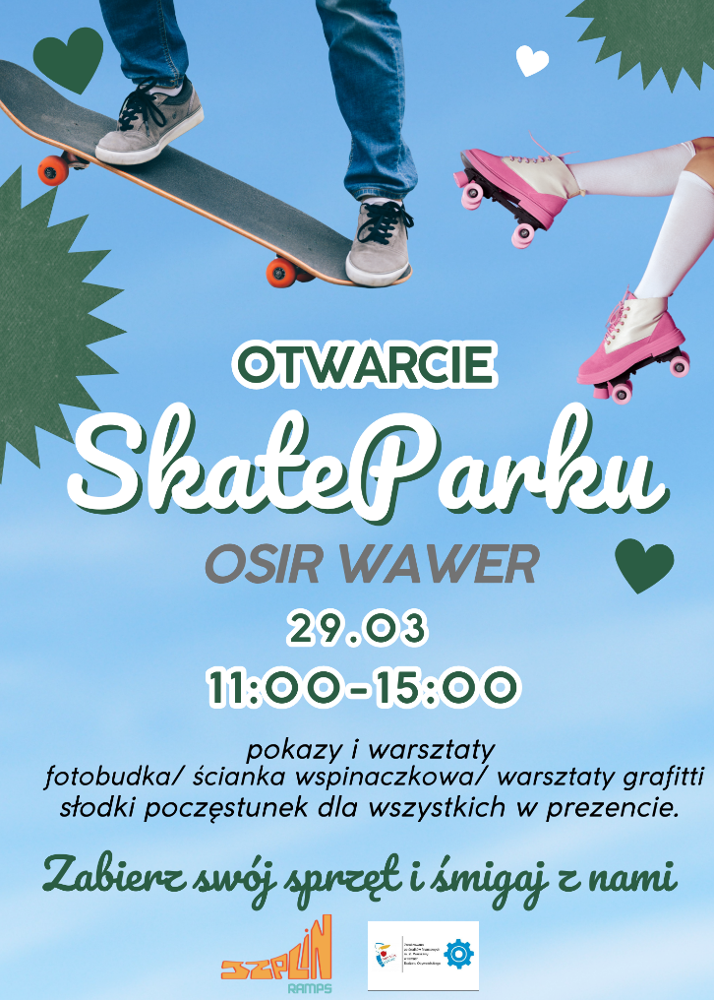 OTWARCIE
SkateParku
OSIR WAWER
29.03
11:00-15:00
pokazy i warsztaty
fotobudka/ ścianka wspinaczkowa/ warsztaty grafitti
słodki poczęstunek dla wszystkich w prezencie.
Zabierz swój sprzęt i śmigaj z nami
SZPLIN
RAMPS